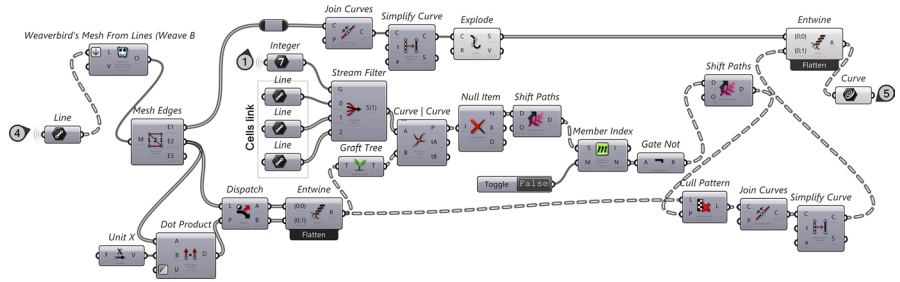 Weaverbird's Mesh From Lines (Weave B
L
V
O
4
Line
Mesh Edges
M
E1
E2
E3
Unit X
F
V
Dot Product
A
B
U
D
Dispatch
L
P
A
B
Entwine
{0;0}
{0;1}
R
Flatten
1
Integer
7
Cells link
Line
Line
Line
Stream Filter
G
0
1
2
S(1)
Graft Tree
T
T
Join Curves
C
P
C
Simplify Curve
C
t
a
C
S
Explode
C
R
S
V
Curve | Curve
A
B
P
tA
tB
Null Item
I
N
X
D
Shift Paths
D
O
D
Toggle
False
Member Index
S
M
I
N
m
Gate Not
A
R
Shift Paths
D
O
D
Cull Pattern
L
P
L
Join Curves
C
P
C
Simplify Curve
C
t
a
C
S
Entwine
{0;0}
{0;1}
R
Flatten
Curve
5